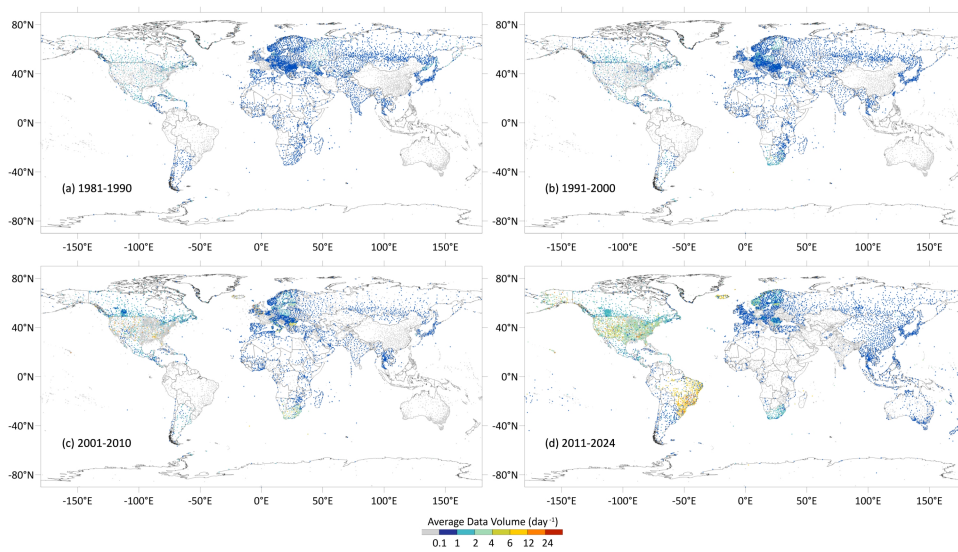 80°N
80°N
40°N
40°N
0°N
0°N
-40°N
-40°N
(a) 1981-1990
(b) 1991-2000
-80°N
-80°N
-150°E -100°E -50°E 0°E 50°E 100°E 150°E
-150°E -100°E -50°E 0°E 50°E 100°E 150°E
80°N
80°N
40°N
40°N
0°N
0°N
-40°N
-40°N
(c) 2001-2010
(d) 2011-2024
-80°N
-80°N
-150°E -100°E -50°E 0°E 50°E 100°E 150°E
-150°E -100°E -50°E 0°E 50°E 100°E 150°E
Average Data Volume (day⁻¹)
0.1 1 2 4 6 12 24